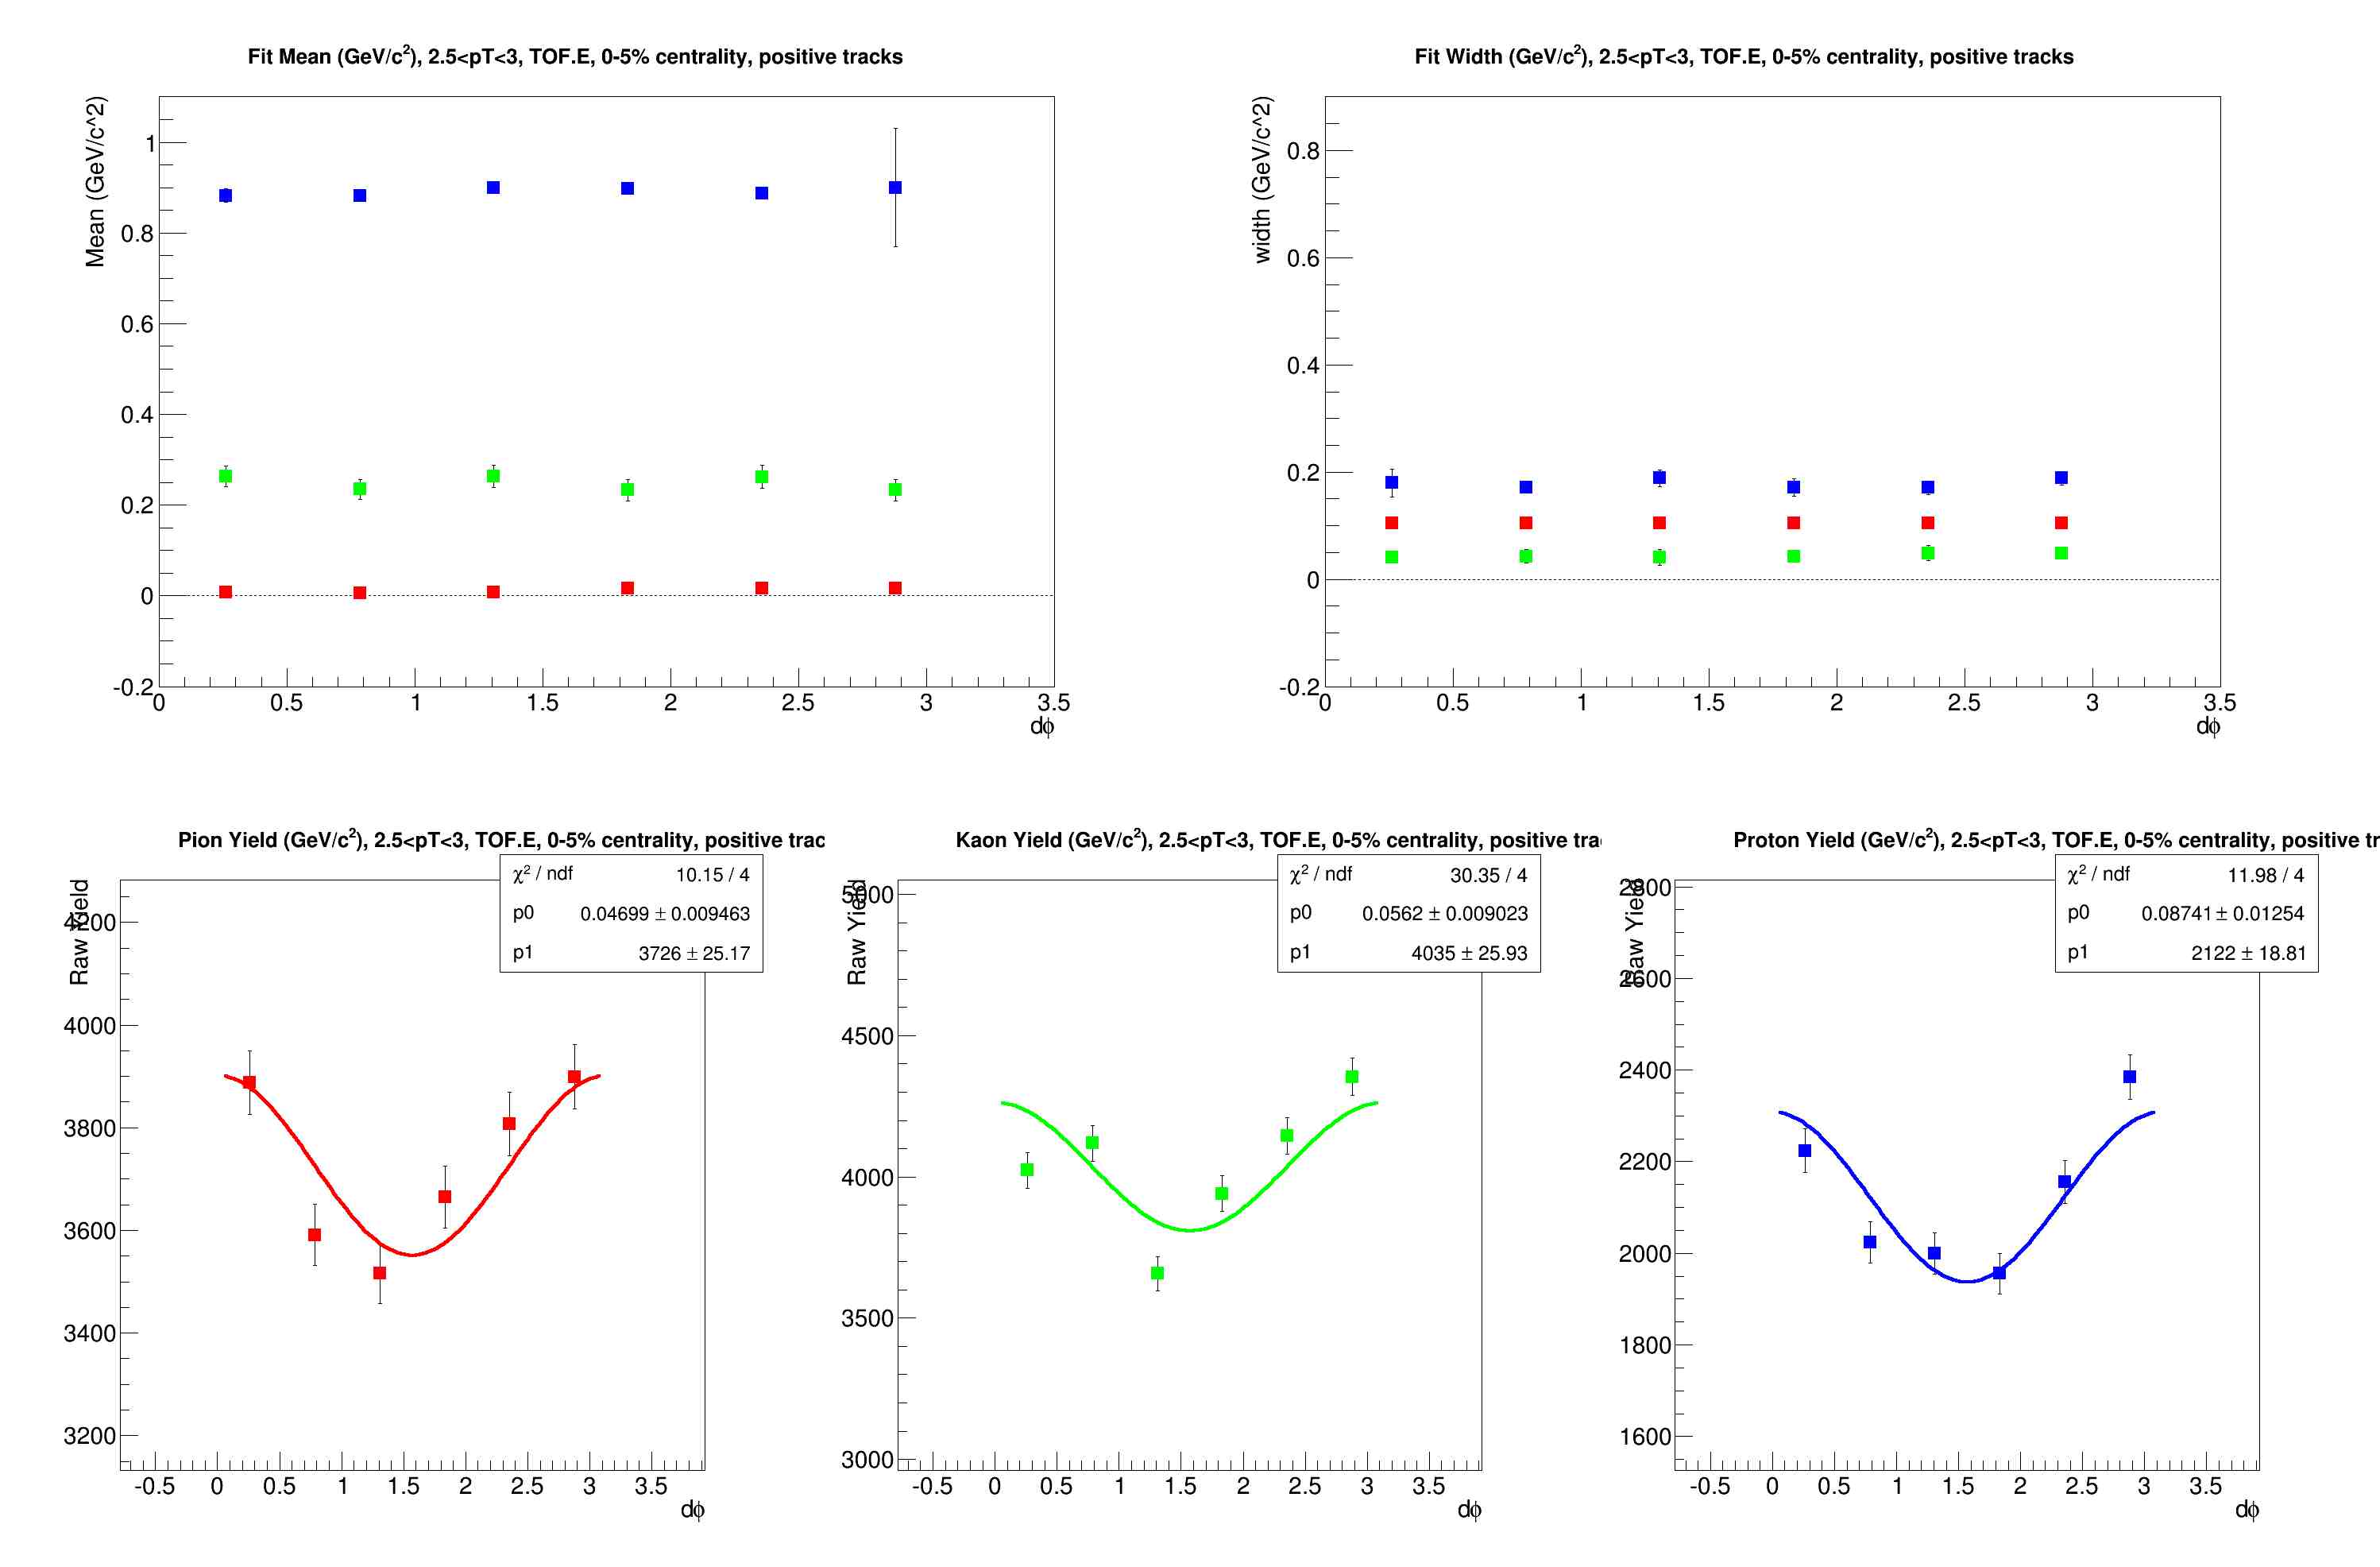 Fit Mean (GeV/c2), 2.5<pT<3, TOF.E, 0-5% centrality, positive tracks
Mean (GeV/c^2)
1
0.8
0.6
0.4
0.2
0
-0.2
0 0.5 1 1.5 2 2.5 3 3.5
dϕ
Fit Width (GeV/c2), 2.5<pT<3, TOF.E, 0-5% centrality, positive tracks
width (GeV/c^2)
0.8
0.6
0.4
0.2
0
-0.2
0 0.5 1 1.5 2 2.5 3 3.5
dϕ
Pion Yield (GeV/c2), 2.5<pT<3, TOF.E, 0-5% centrality, positive trac
χ2 / ndf 10.15 / 4
p0 0.04699 ± 0.009463
p1 3726 ± 25.17
Raw Yield
4200
4000
3800
3600
3400
3200
-0.5 0 0.5 1 1.5 2 2.5 3 3.5
dϕ
Kaon Yield (GeV/c2), 2.5<pT<3, TOF.E, 0-5% centrality, positive tra
χ2 / ndf 30.35 / 4
p0 0.0562 ± 0.009023
p1 4035 ± 25.93
Raw Yield
5000
4500
4000
3500
3000
-0.5 0 0.5 1 1.5 2 2.5 3 3.5
dϕ
Proton Yield (GeV/c2), 2.5<pT<3, TOF.E, 0-5% centrality, positive tr
χ2 / ndf 11.98 / 4
p0 0.08741 ± 0.01254
p1 2122 ± 18.81
Raw Yield
2800
2600
2400
2200
2000
1800
1600
-0.5 0 0.5 1 1.5 2 2.5 3 3.5
dϕ